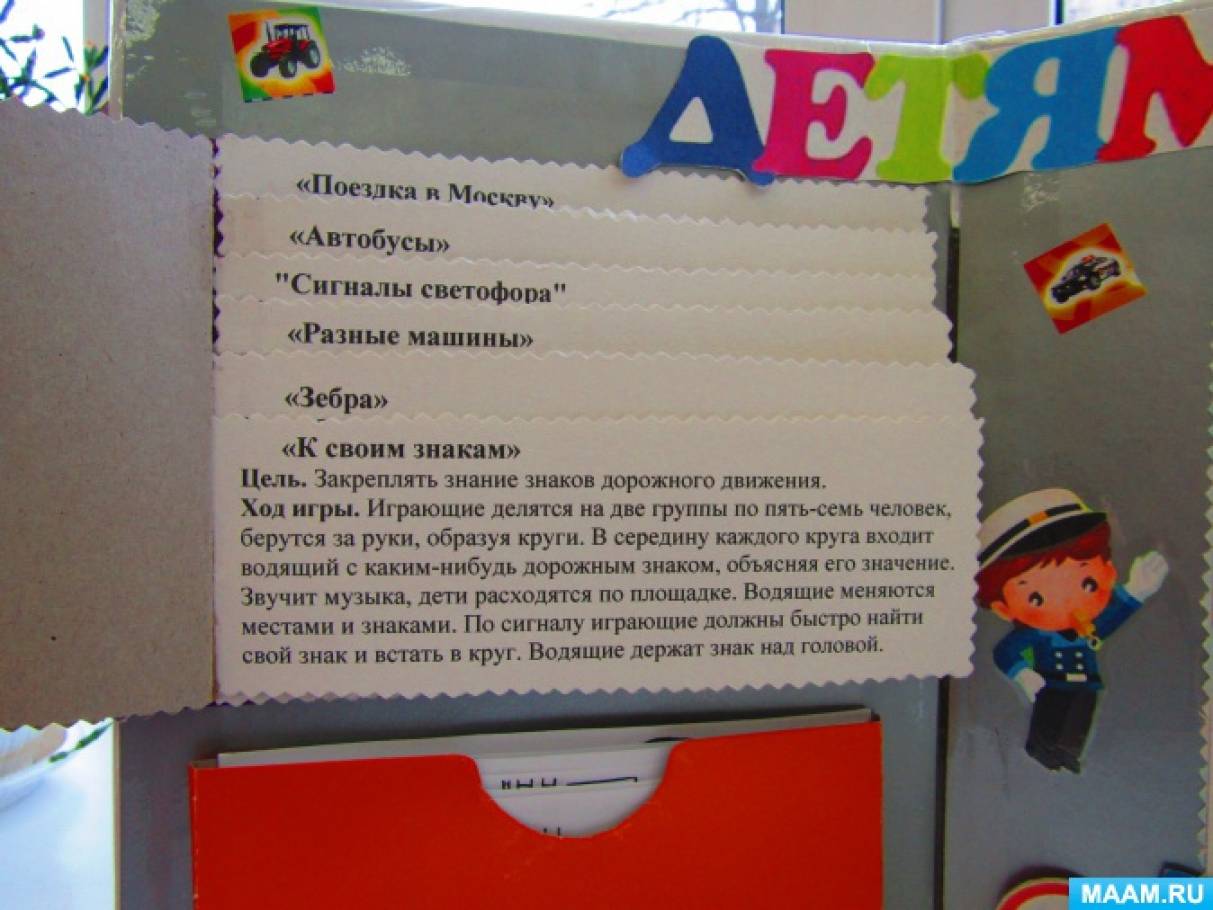 ДЕТЯМ
«Поездка в Москву»
«Автобусы»
"Сигналы светофора"
«Разные машины»
«Зебра»
«К своим знакам»
Цель. Закреплять знание знаков дорожного движения.
Ход игры. Играющие делятся на две группы по пять-семь человек,
берутся за руки, образуя круги. В середину каждого круга входит
водящий с каким-нибудь дорожным знаком, объясняя его значение.
Звучит музыка, дети расходятся по площадке. Водящие меняются
местами и знаками. По сигналу играющие должны быстро найти
свой знак и встать в круг. Водящие держат знак над головой.
MAAM.RU